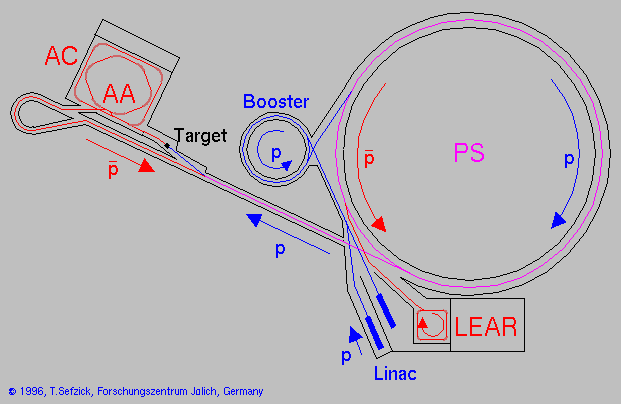 AC
AA
Target
Booster
p
p̄
p̄
PS
p
p
p
LEAR
Linac
© 1996, T.Sefzick, Forschungszentrum Jülich, Germany